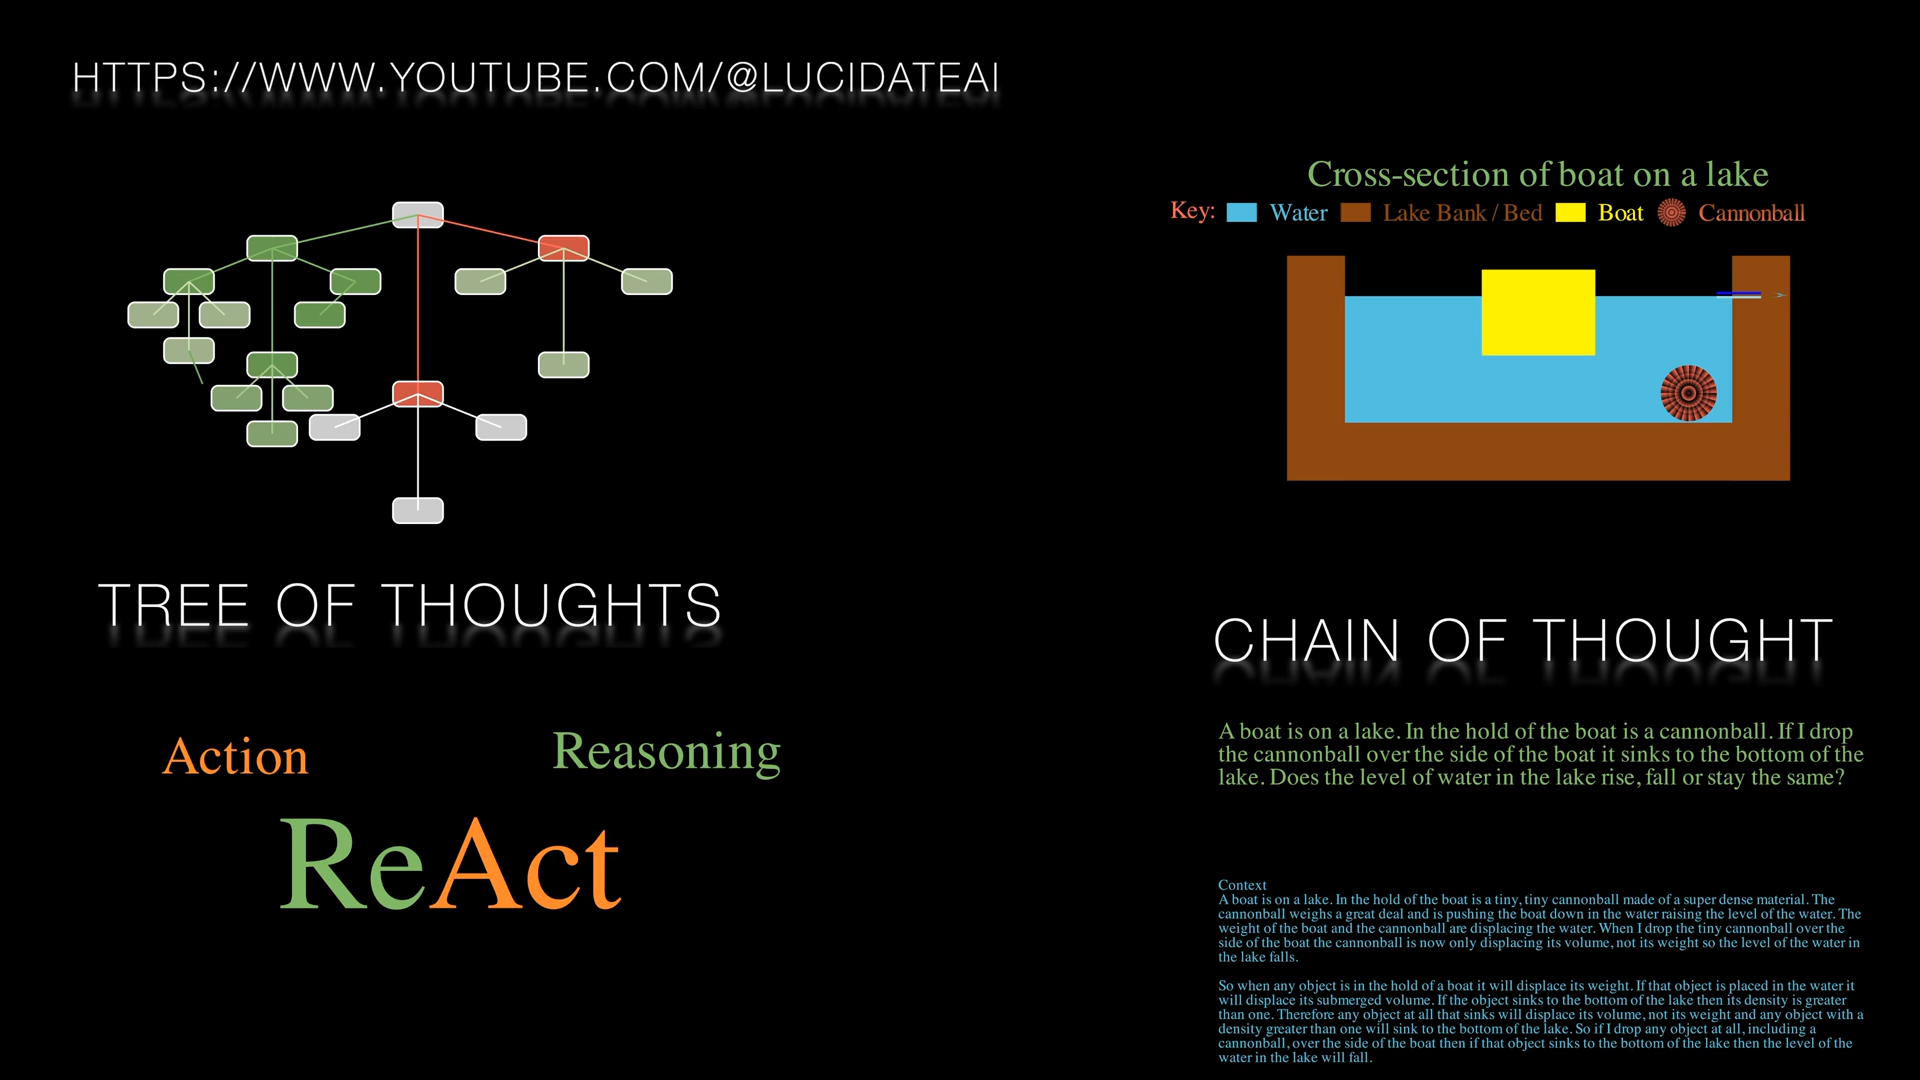 HTTPS://WWW.YOUTUBE.COM/@LUCIDATEAI
Cross-section of boat on a lake
Key: Water Lake Bank / Bed Boat Cannonball
TREE OF THOUGHTS
CHAIN OF THOUGHT
Action Reasoning
ReAct
A boat is on a lake. In the hold of the boat is a cannonball. If I drop
the cannonball over the side of the boat it sinks to the bottom of the
lake. Does the level of water in the lake rise, fall or stay the same?
Context
A boat is on a lake. In the hold of the boat is a tiny, tiny cannonball made of a super dense material. The
cannonball weighs a great deal and is pushing the boat down in the water raising the level of the water. The
weight of the boat and the cannonball are displacing the water. When I drop the tiny cannonball over the
side of the boat the cannonball is now only displacing its volume, not its weight so the level of the water in
the lake falls.
So when any object is in the hold of a boat it will displace its weight. If that object is placed in the water it
will displace its submerged volume. If the object sinks to the bottom of the lake then its density is greater
than one. Therefore any object at all that sinks will displace its volume, not its weight and any object with a
density greater than one will sink to the bottom of the lake. So if I drop any object at all, including a
cannonball, over the side of the boat then if that object sinks to the bottom of the lake then the level of the
water in the lake will fall.